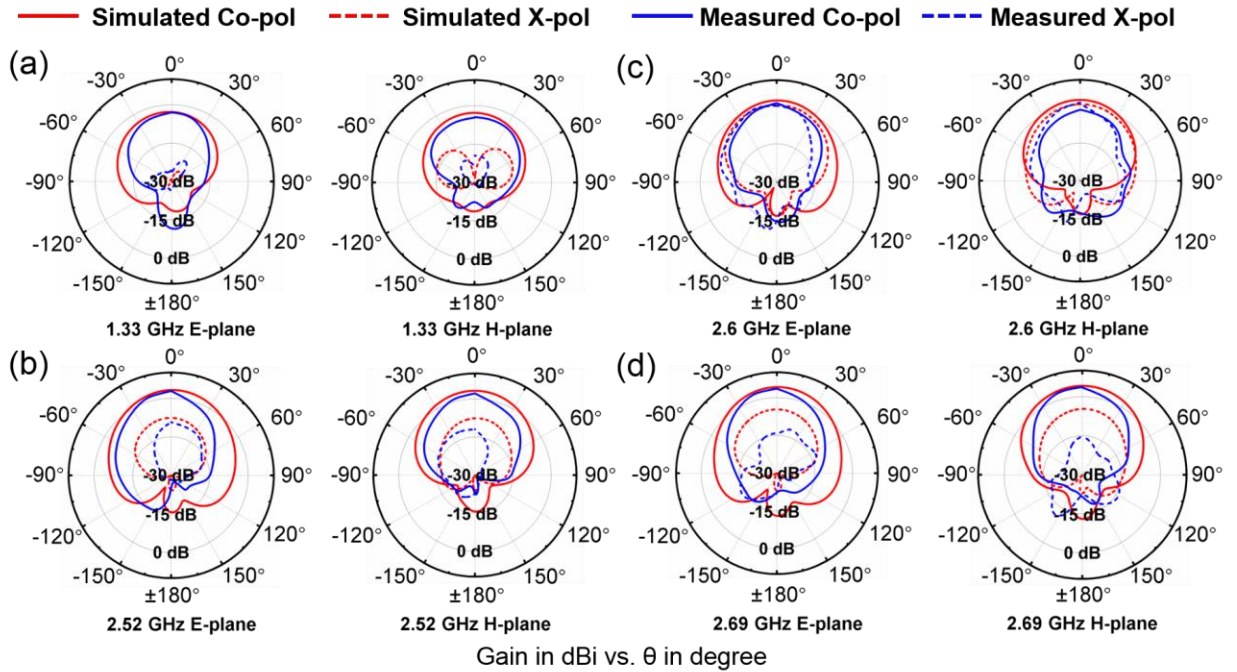 Simulated Co-pol Simulated X-pol Measured Co-pol Measured X-pol
(a) 0° 0° (c) 0° 0°
-30° 30° -30° 30° -30° 30° -30° 30°
-60° 60° -60° 60° -60° 60° -60° 60°
-90° -30 dB 90° -90° -30 dB 90° -90° -30 dB 90° -90° -30 dB 90°
-15 dB -15 dB -15 dB -15 dB
-120° 120° -120° 120° -120° 120° -120° 120°
0 dB 0 dB 0 dB 0 dB
-150° 150° -150° 150° -150° 150° -150° 150°
±180° ±180° ±180° ±180°
1.33 GHz E-plane 1.33 GHz H-plane 2.6 GHz E-plane 2.6 GHz H-plane
(b) 0° 0° (d) 0° 0°
-30° 30° -30° 30° -30° 30° -30° 30°
-60° 60° -60° 60° -60° 60° -60° 60°
-90° -30 dB 90° -90° -30 dB 90° -90° -30 dB 90° -90° -30 dB 90°
-15 dB -15 dB -15 dB -15 dB
-120° 120° -120° 120° -120° 120° -120° 120°
0 dB 0 dB 0 dB 0 dB
-150° 150° -150° 150° -150° 150° -150° 150°
±180° ±180° ±180° ±180°
2.52 GHz E-plane 2.52 GHz H-plane 2.69 GHz E-plane 2.69 GHz H-plane
Gain in dBi vs. θ in degree